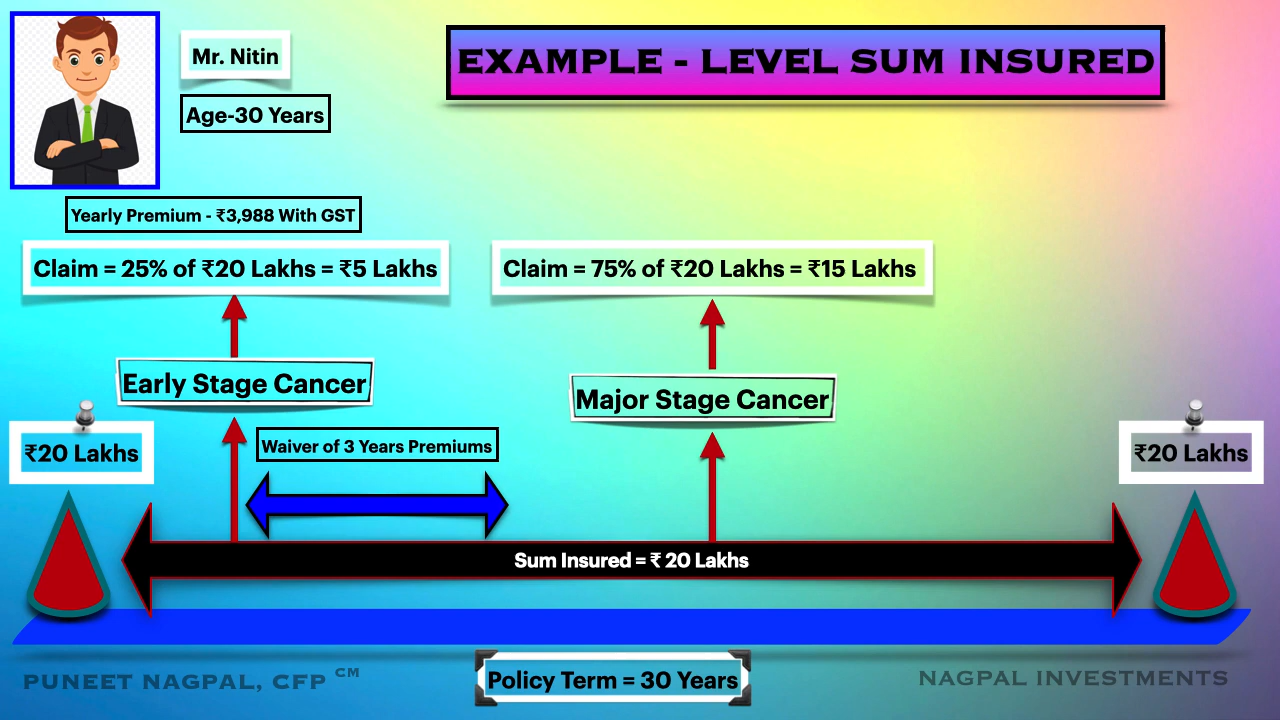 Mr. Nitin
EXAMPLE - LEVEL SUM INSURED
Age-30 Years
Yearly Premium - ₹3,988 With GST
Claim = 25% of ₹20 Lakhs = ₹5 Lakhs
Claim = 75% of ₹20 Lakhs = ₹15 Lakhs
Early Stage Cancer
Major Stage Cancer
Waiver of 3 Years Premiums
₹20 Lakhs
₹20 Lakhs
Sum Insured = ₹ 20 Lakhs
Policy Term = 30 Years
PUNEET NAGPAL, CFP CM
NAGPAL INVESTMENTS